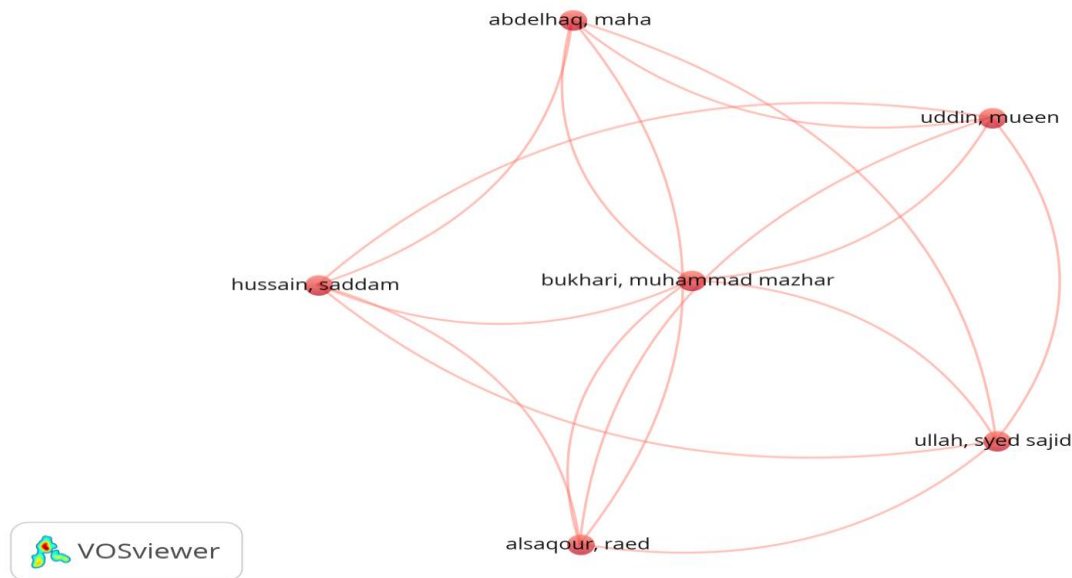 abdelhaq, maha
uddin, mueen
hussain, saddam
bukhari, muhammad mazhar
ullah, syed sajid
alsaqour, raed
VOSviewer